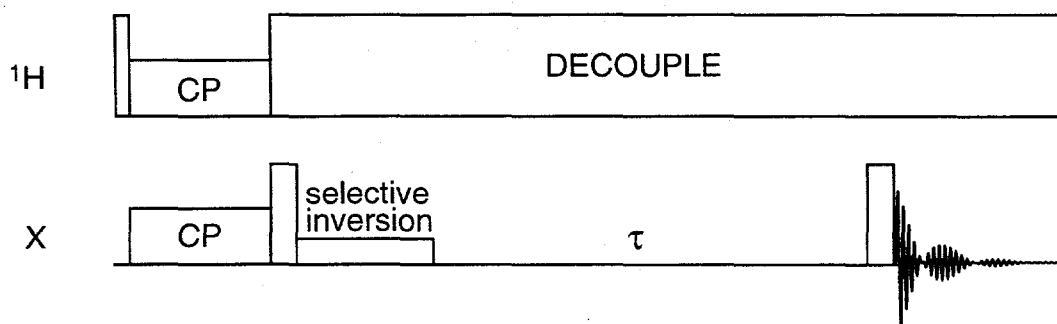 ¹H
CP
DECOUPLE
X
CP
selective
inversion
τ